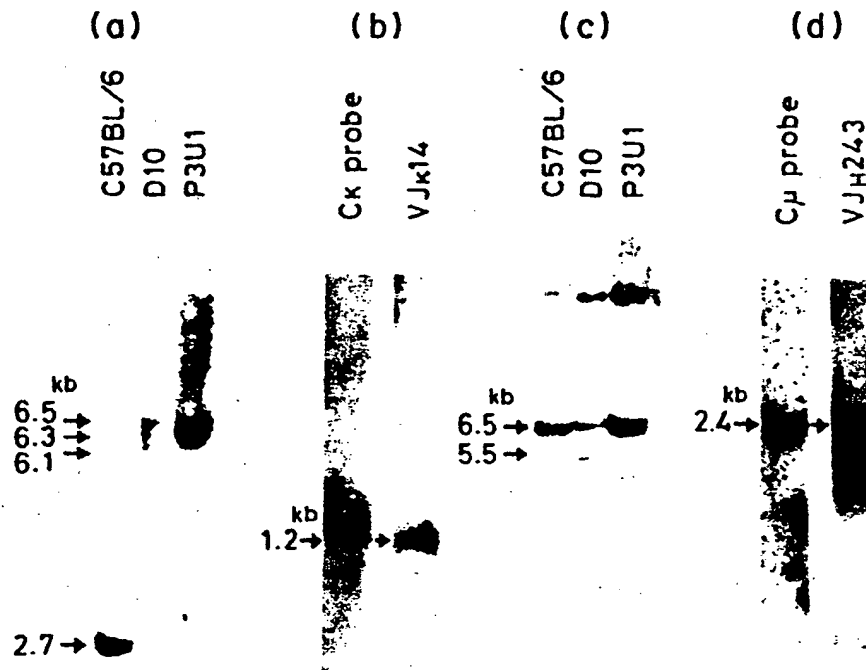 (a) (b) (c) (d)
C57BL/6
D10
P3U1
Cκ probe
VJκ14
C57BL/6
D10
P3U1
Cμ probe
VJH243
kb
6.5
6.3
6.1
2.7
kb
1.2
kb
6.5
5.5
kb
2.4